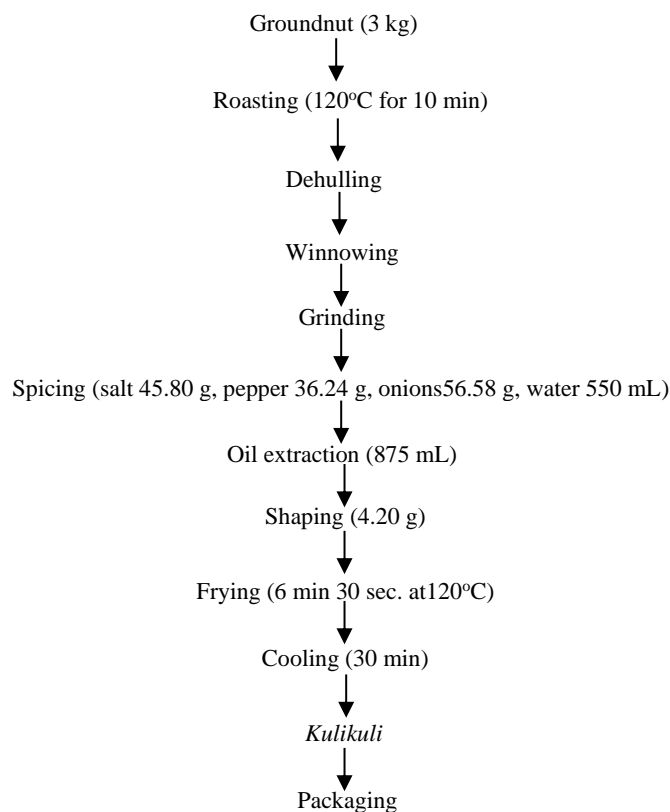 Groundnut (3 kg)
Roasting (120°C for 10 min)
Dehulling
Winnowing
Grinding
Spicing (salt 45.80 g, pepper 36.24 g, onions56.58 g, water 550 mL)
Oil extraction (875 mL)
Shaping (4.20 g)
Frying (6 min 30 sec. at120°C)
Cooling (30 min)
Kulikuli
Packaging